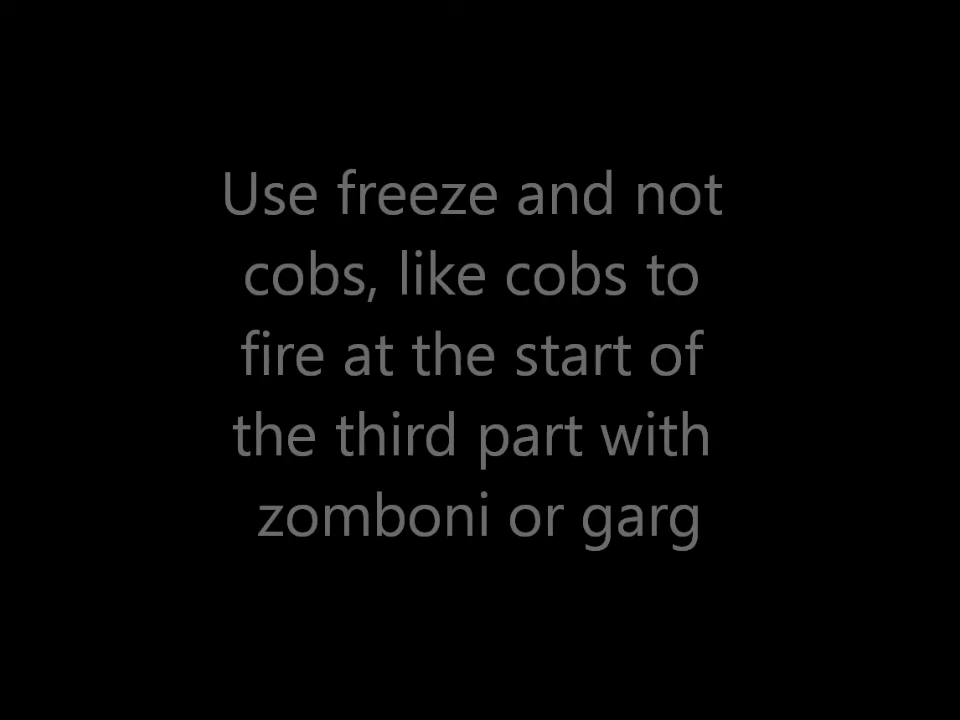 Use freeze and not
cobs, like cobs to
fire at the start of
the third part with
zomboni or garg